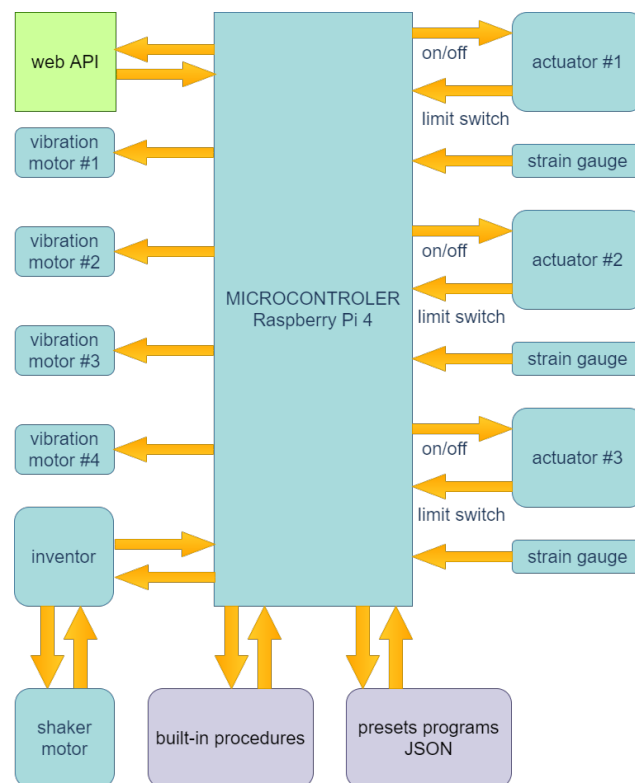 web API
on/off
actuator #1
limit switch
vibration
motor #1
strain gauge
vibration
motor #2
on/off
actuator #2
MICROCONTROLER
Raspberry Pi 4
limit switch
vibration
motor #3
strain gauge
vibration
motor #4
on/off
actuator #3
limit switch
inventor
strain gauge
shaker
motor
built-in procedures
presets programs
JSON